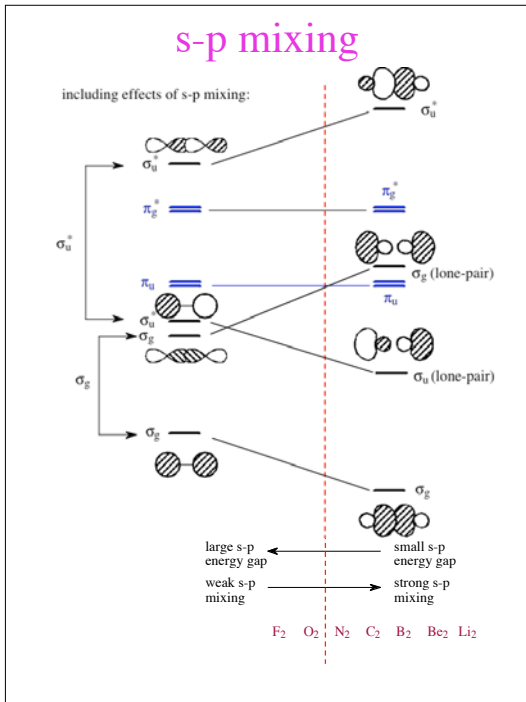 s-p mixing
including effects of s-p mixing:
σu*
σu*
πg*
πg*
σu*
σg (lone-pair)
πu
πu
σu*
σg
σu (lone-pair)
σg
σg
σg
large s-p
energy gap
small s-p
energy gap
weak s-p
mixing
strong s-p
mixing
F2 O2 N2 C2 B2 Be2 Li2